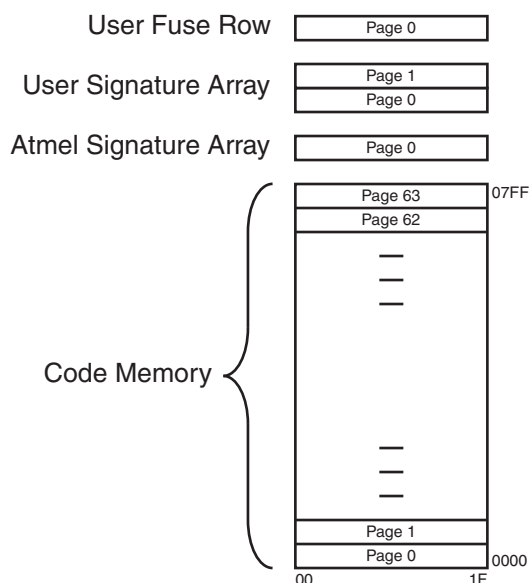 User Fuse Row
Page 0
User Signature Array
Page 1
Page 0
Atmel Signature Array
Page 0
Page 63
07FF
Page 62
Code Memory
Page 1
Page 0
0000
00
1F